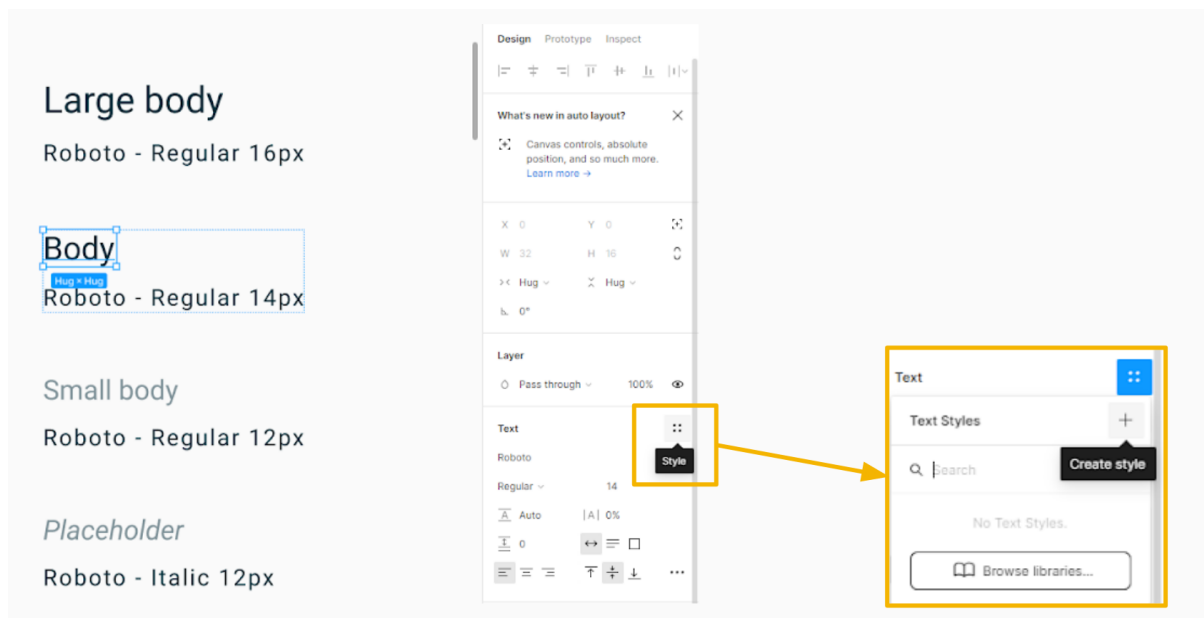 Large body
Roboto - Regular 16px
Body
Hug × Hug
Roboto - Regular 14px
Small body
Roboto - Regular 12px
Placeholder
Roboto - Italic 12px
Design Prototype Inspect
What's new in auto layout?
Canvas controls, absolute
position, and so much more.
Learn more →
X 0 Y 0
W 32 H 16
Hug Hug
0°
Layer
Pass through 100%
Text
Style
Roboto
Regular 14
A Auto |A| 0%
0
Text
Text Styles
Create style
Search
No Text Styles.
Browse libraries...